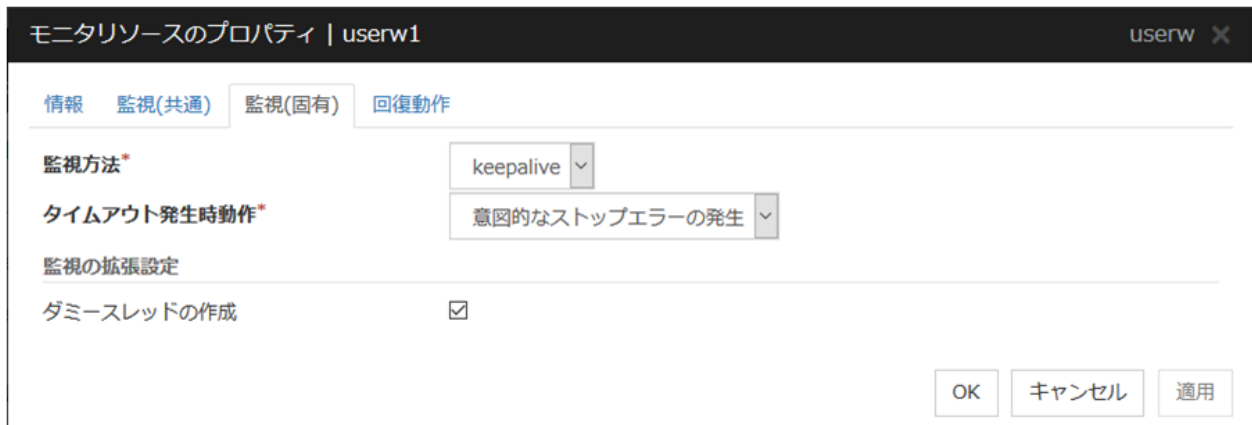 モニタリソースのプロパティ | userw1 userw ×
情報 監視(共通) 監視(固有) 回復動作
監視方法* keepalive
タイムアウト発生時動作* 意図的なストップエラーの発生
監視の拡張設定
ダミースレッドの作成
OK キャンセル 適用